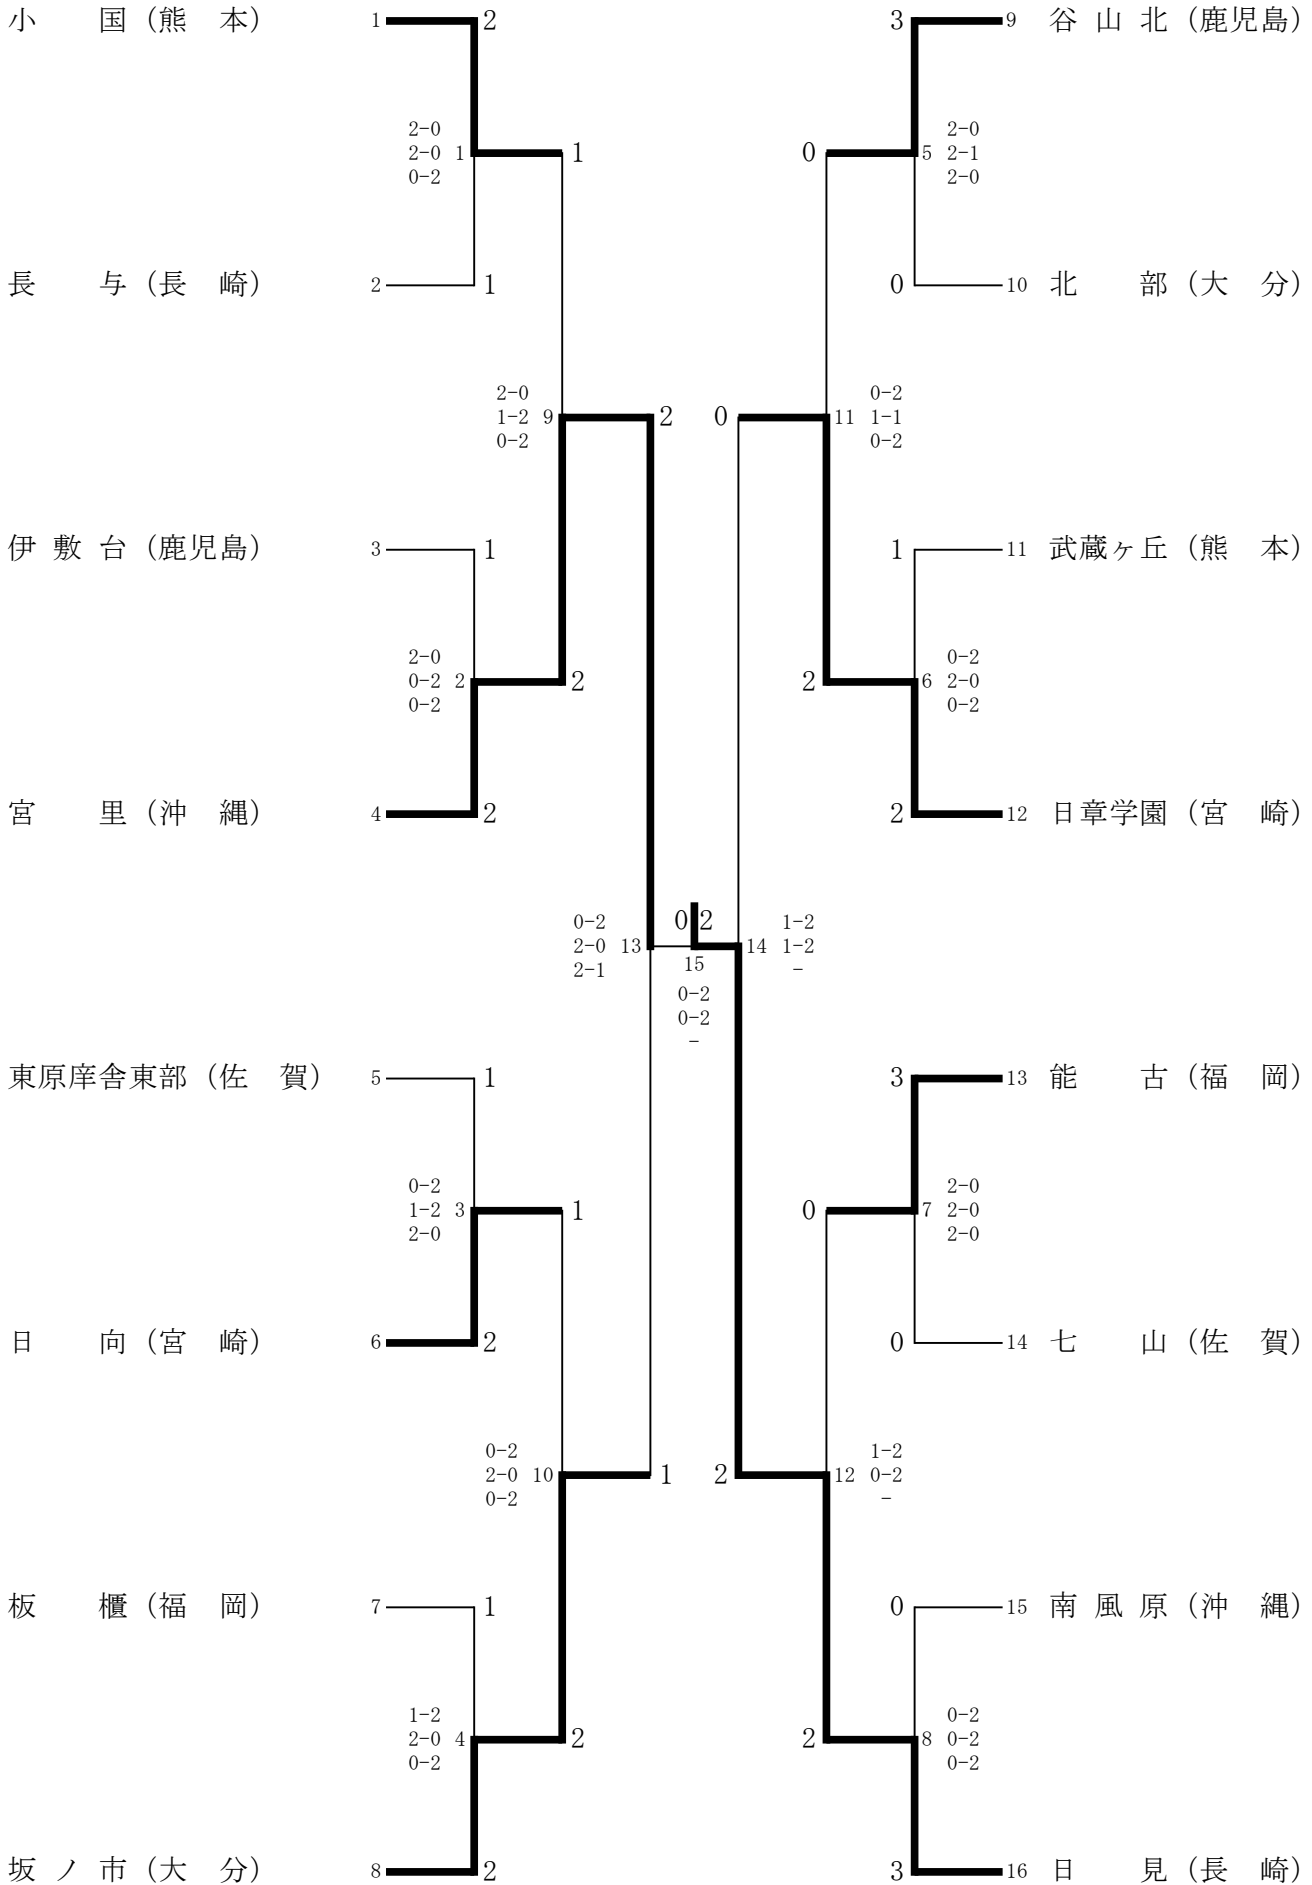 小 国 (熊 本) 1 2
3 9 谷 山 北 (鹿児島)
2-0
2-0 1 1
0-2
2-0
0 5 2-1
2-0
長 与 (長 崎) 2 1
0 10 北 部 (大 分)
2-0
1-2 9 2
0-2
0-2
0 11 1-1
0-2
伊 敷 台 (鹿児島) 3 1
1 11 武蔵ヶ丘 (熊 本)
2-0
0-2 2 2
0-2
0-2
2 6 2-0
0-2
宮 里 (沖 縄) 4 2
2 12 日章学園 (宮 崎)
0-2
2-0 13
2-1
0 2
15
0-2
0-2
-
1-2
14 1-2
-
東原庠舎東部 (佐 賀) 5 1
3 13 能 古 (福 岡)
0-2
1-2 3 1
2-0
2-0
0 7 2-0
2-0
日 向 (宮 崎) 6 2
0 14 七 山 (佐 賀)
0-2
2-0 10 1
0-2
1-2
2 12 0-2
-
板 櫃 (福 岡) 7 1
0 15 南 風 原 (沖 縄)
1-2
2-0 4 2
0-2
0-2
2 8 0-2
0-2
坂 ノ 市 (大 分) 8 2
3 16 日 見 (長 崎)